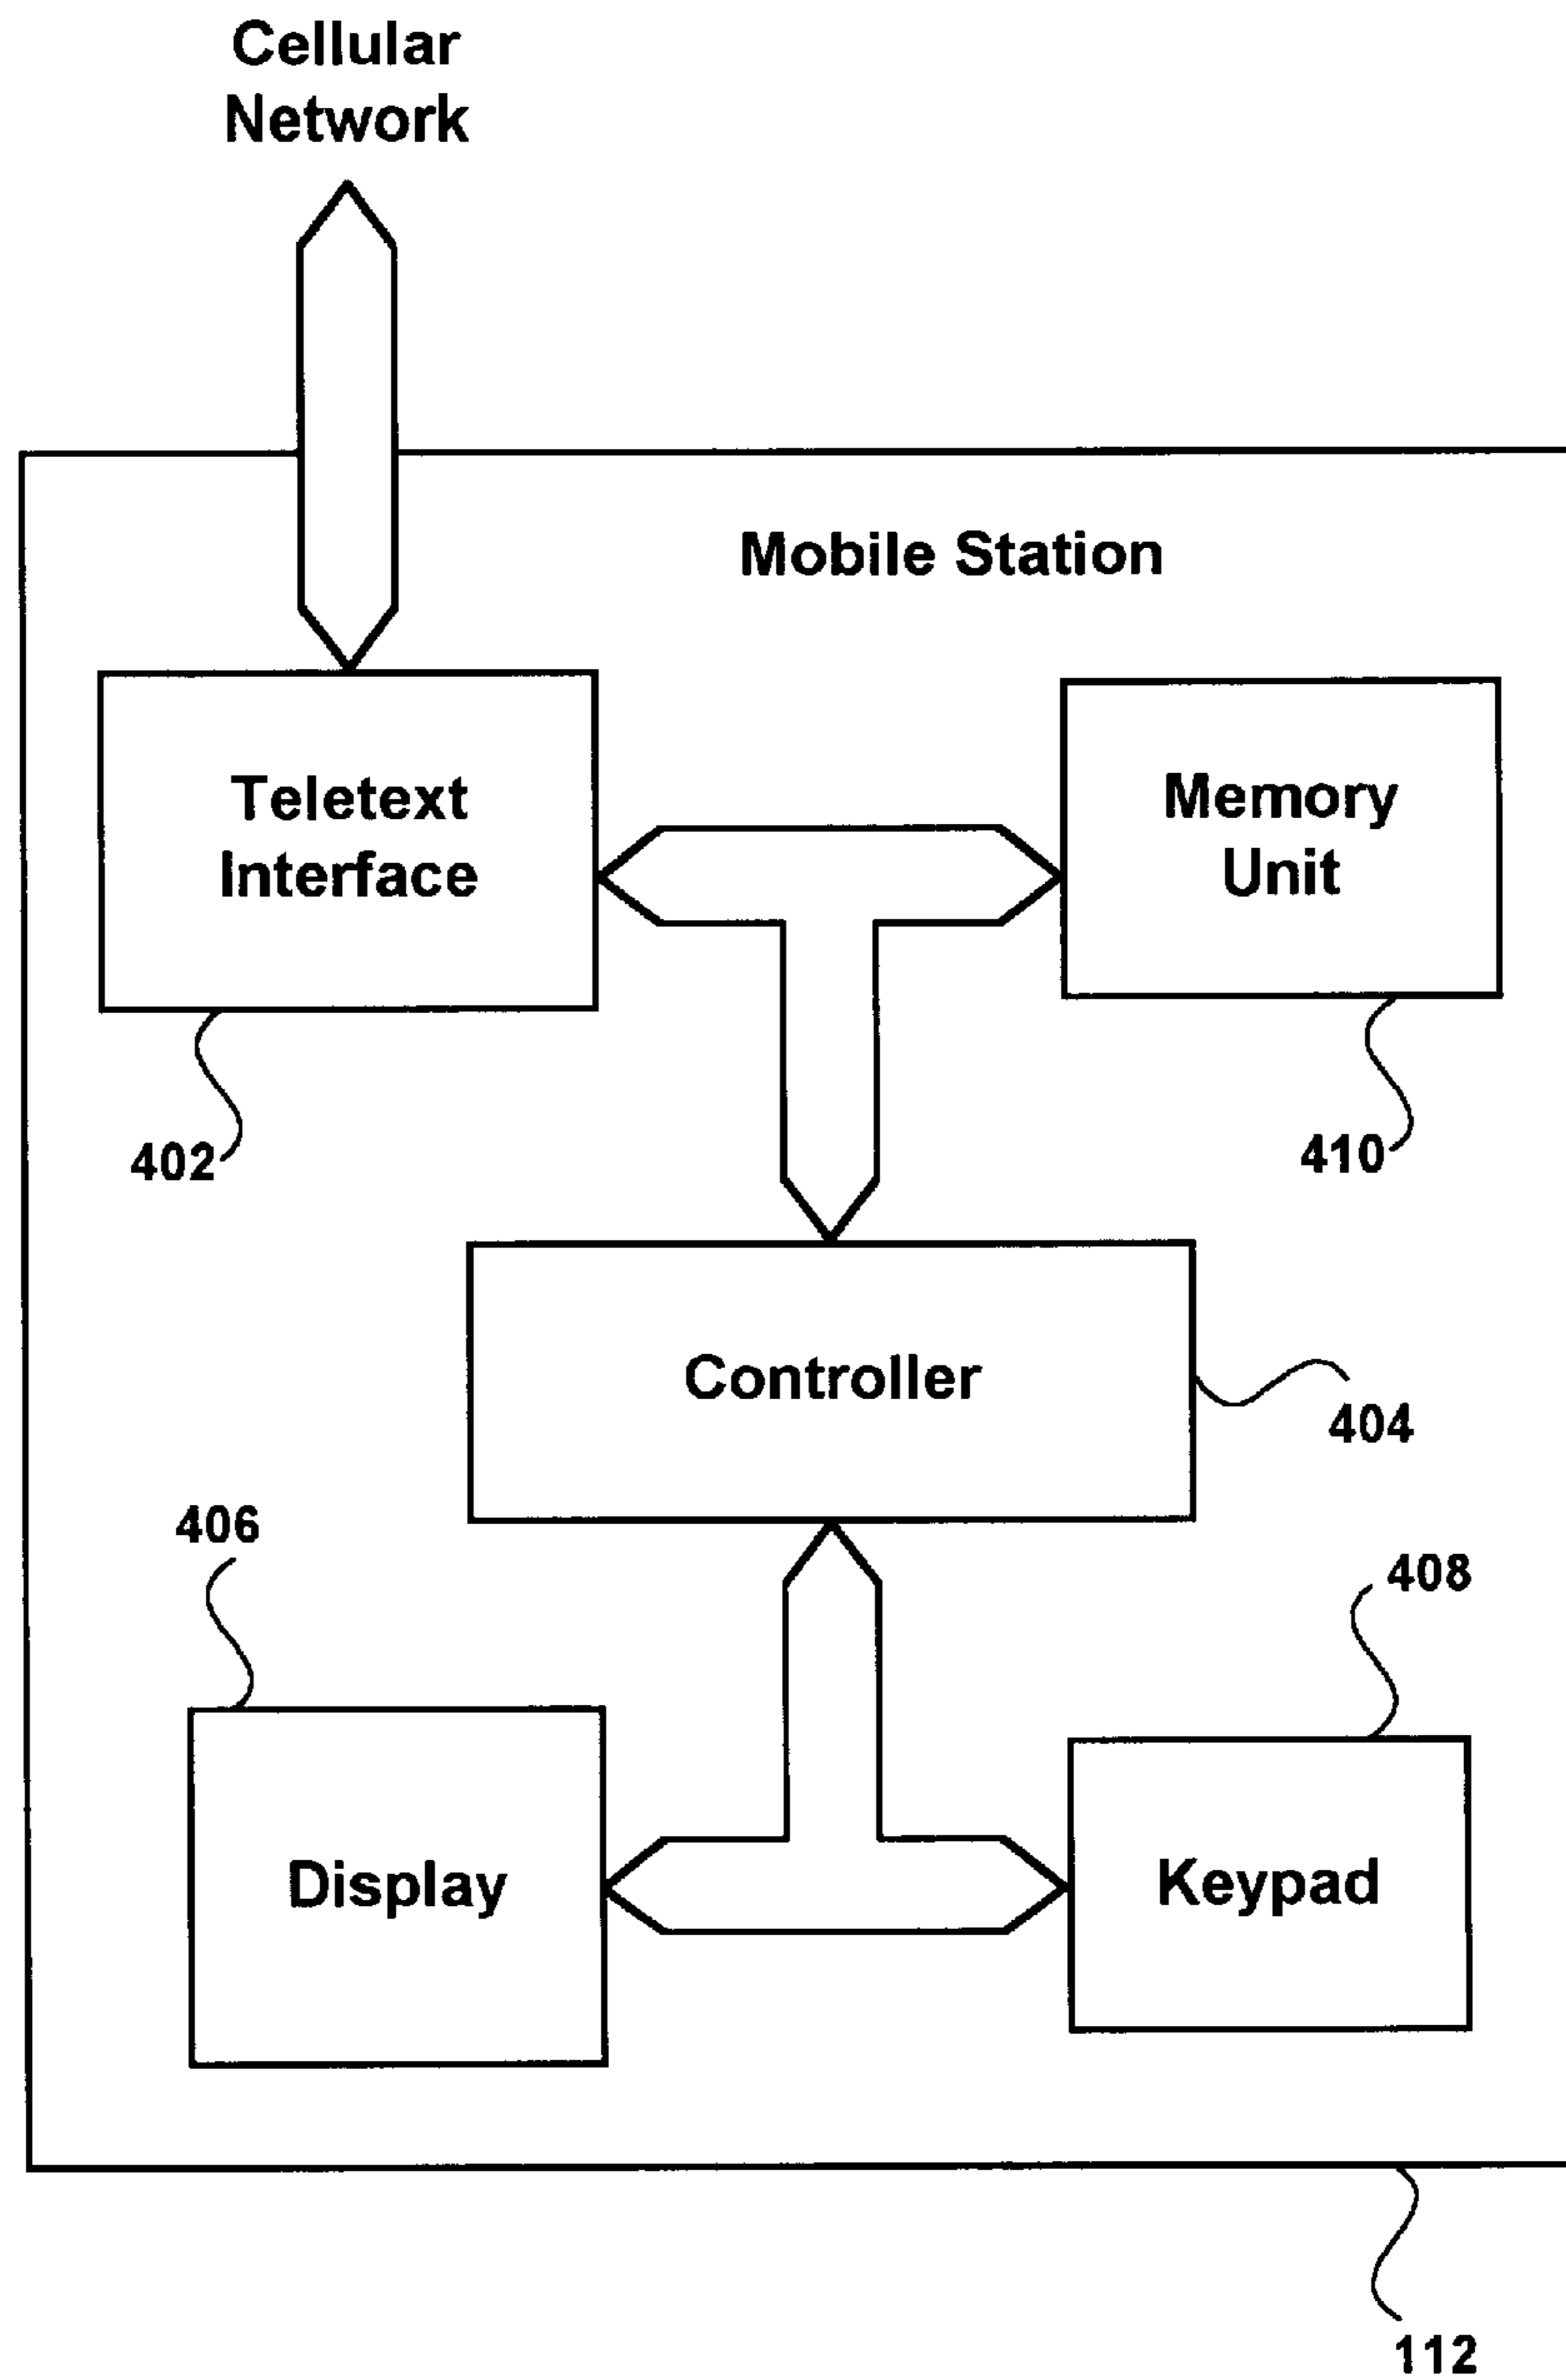 Cellular
Network
Mobile Station
Teletext
Interface
Memory
Unit
402
410
Controller
404
406
408
Display
Keypad
112